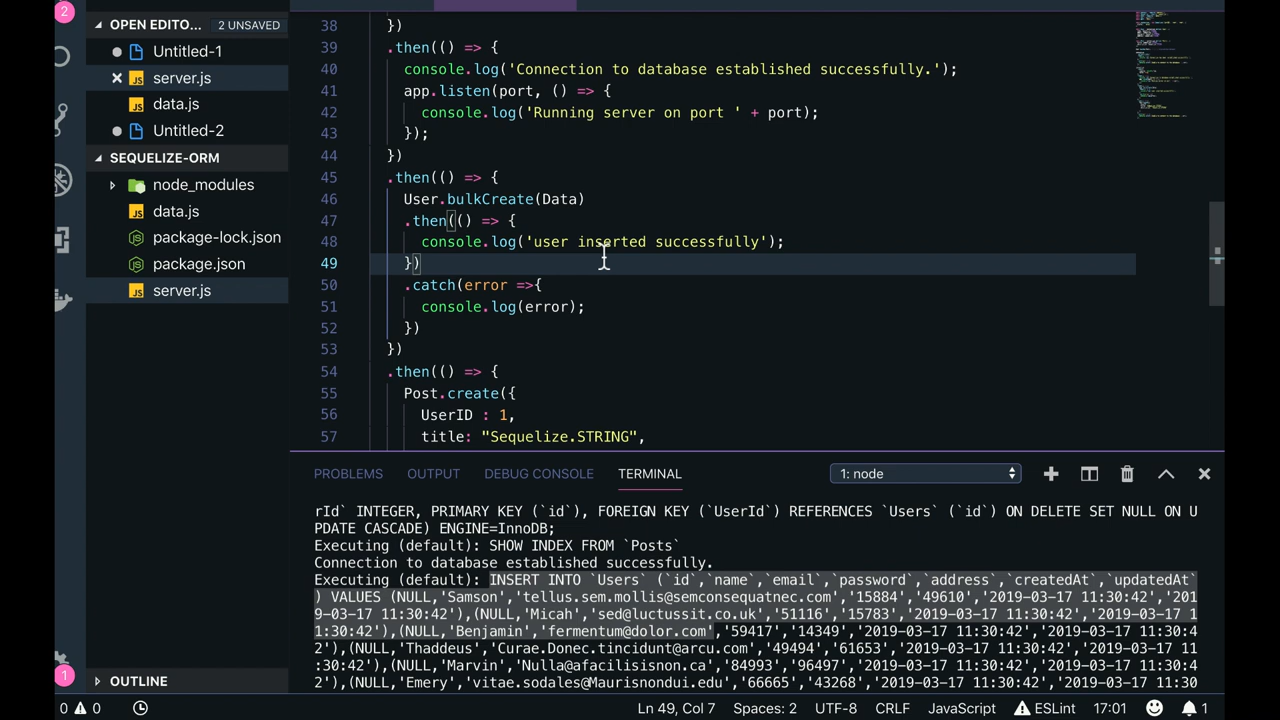 2
OPEN EDITO... 2 UNSAVED
Untitled-1
JS server.js
JS data.js
Untitled-2
SEQUELIZE-ORM
node_modules
JS data.js
package-lock.json
package.json
JS server.js
OUTLINE
1
38 })
39 .then(() => {
40 console.log('Connection to database established successfully.');
41 app.listen(port, () => {
42 console.log('Running server on port ' + port);
43 });
44 })
45 .then(() => {
46 User.bulkCreate(Data)
47 .then(() => {
48 console.log('user inserted successfully');
49 })
50 .catch(error =>{
51 console.log(error);
52 })
53 })
54 .then(() => {
55 Post.create({
56 UserID : 1,
57 title: "Sequelize.STRING",
PROBLEMS OUTPUT DEBUG CONSOLE TERMINAL 1: node
rId` INTEGER, PRIMARY KEY (`id`), FOREIGN KEY (`UserId`) REFERENCES `Users` (`id`) ON DELETE SET NULL ON U
PDATE CASCADE) ENGINE=InnoDB;
Executing (default): SHOW INDEX FROM `Posts`
Connection to database established successfully.
Executing (default): INSERT INTO `Users` (`id`,`name`,`email`,`password`,`address`,`createdAt`,`updatedAt`
) VALUES (NULL,'Samson','tellus.sem.mollis@semconsequatnec.com','15884','49610','2019-03-17 11:30:42','201
9-03-17 11:30:42'),(NULL,'Micah','sed@luctussit.co.uk','51116','15783','2019-03-17 11:30:42','2019-03-17 1
1:30:42'),(NULL,'Benjamin','fermentum@dolor.com','59417','14349','2019-03-17 11:30:42','2019-03-17 11:30:4
2'),(NULL,'Thaddeus','Curae.Donec.tincidunt@arcu.com','49494','61653','2019-03-17 11:30:42','2019-03-17 11
:30:42'),(NULL,'Marvin','Nulla@afacilisisnon.ca','84993','96497','2019-03-17 11:30:42','2019-03-17 11:30:4
2'),(NULL,'Emery','vitae.sodales@Maurisnondui.edu','66665','43268','2019-03-17 11:30:42','2019-03-17 11:30
0 0 Ln 49, Col 7 Spaces: 2 UTF-8 CRLF JavaScript ESLint 17:01 1